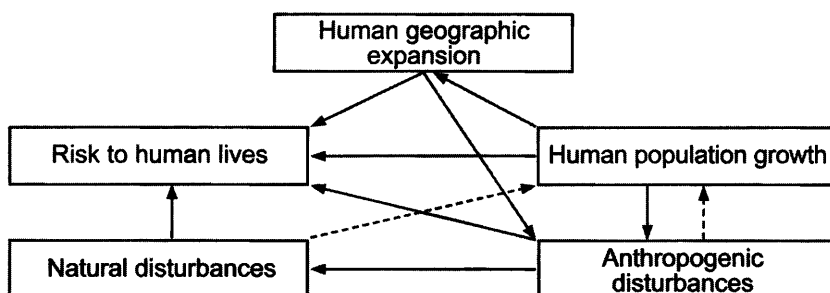 Human geographic
expansion
Risk to human lives
Human population growth
Natural disturbances
Anthropogenic
disturbances